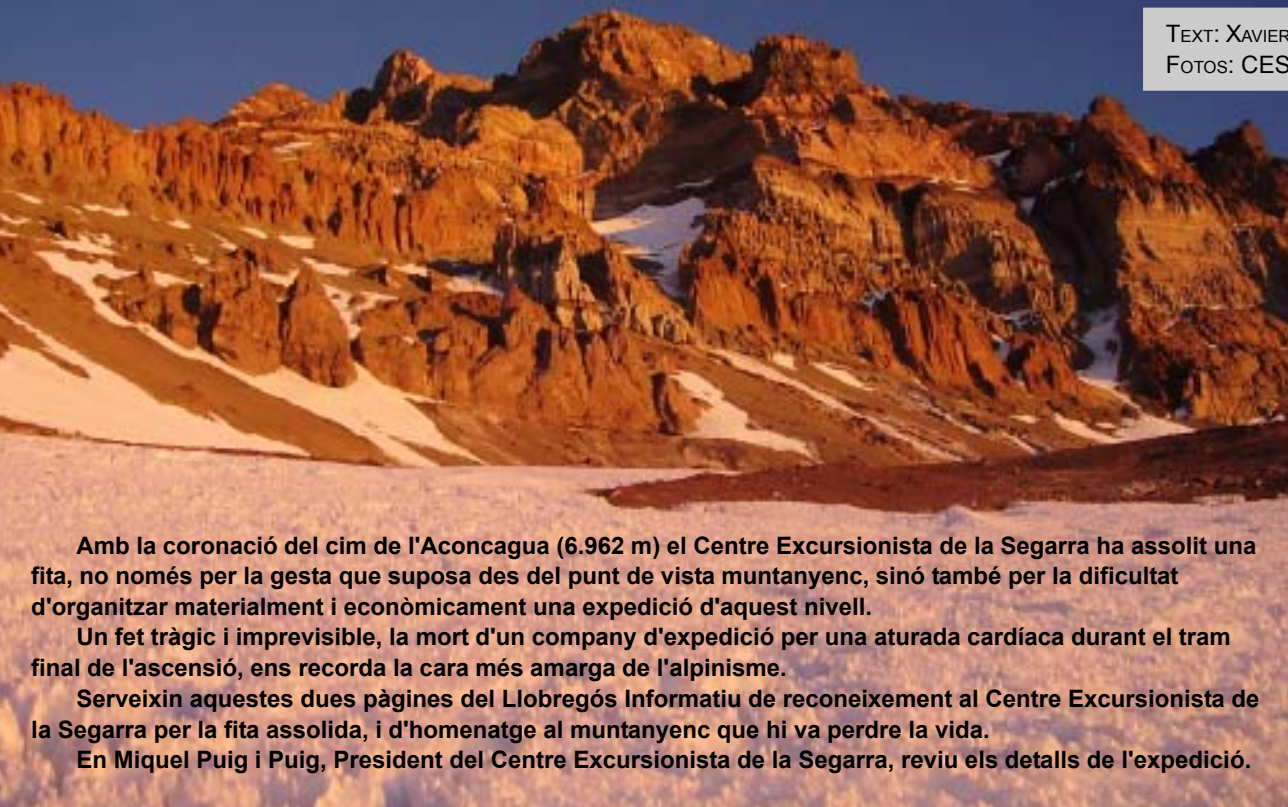 TEXT: XAVIER
FOTOS: CES
Amb la coronació del cim de l'Aconcagua (6.962 m) el Centre Excursionista de la Segarra ha assolit una
fita, no només per la gesta que suposa des del punt de vista muntanyenc, sinó també per la dificultat
d'organitzar materialment i econòmicament una expedició d'aquest nivell.
Un fet tràgic i imprevisible, la mort d'un company d'expedició per una aturada cardíaca durant el tram
final de l'ascensió, ens recorda la cara més amarga de l'alpinisme.
Serveixin aquestes dues pàgines del Llobregós Informatiu de reconeixement al Centre Excursionista de
la Segarra per la fita assolida, i d'homenatge al muntanyenc que hi va perdre la vida.
En Miquel Puig i Puig, President del Centre Excursionista de la Segarra, reviu els detalls de l'expedició.